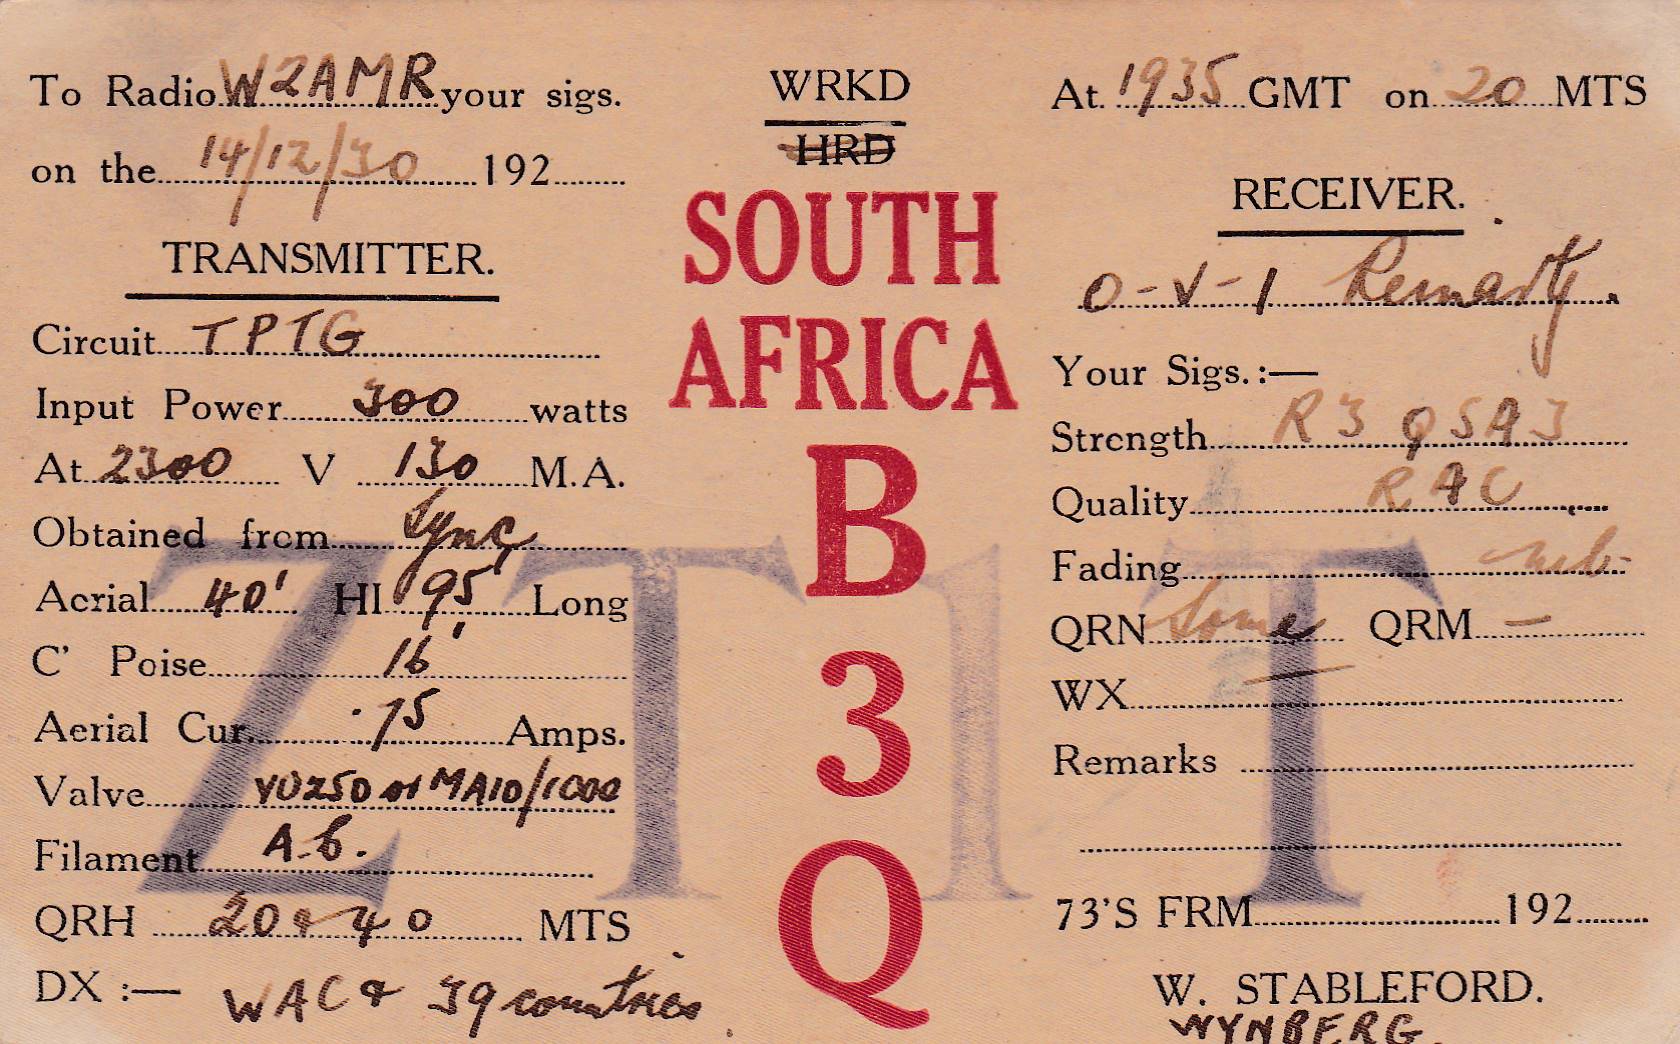 To Radio W2AMR your sigs.
on the 14/12/30 192
TRANSMITTER.
Circuit TPTG
Input Power 300 watts
At 2300 V 130 M.A.
Obtained from Sync
Aerial 40' HI 95' Long
C' Poise 16'
Aerial Cur. .75 Amps.
Valve VO250 or MA10/1000
Filament A.C.
QRH 20 & 40 MTS
DX :— WAC & 39 countries.
WRKD
HRD
SOUTH
AFRICA
B
3
Q
ZT1T
At 1935 GMT on 20 MTS
RECEIVER.
O-V-1
Your Sigs. :—
Strength R3 QSA3
Quality RAC
Fading
QRN Some QRM —
WX
Remarks
73'S FRM 192
W. STABLEFORD.
WYNBERG.